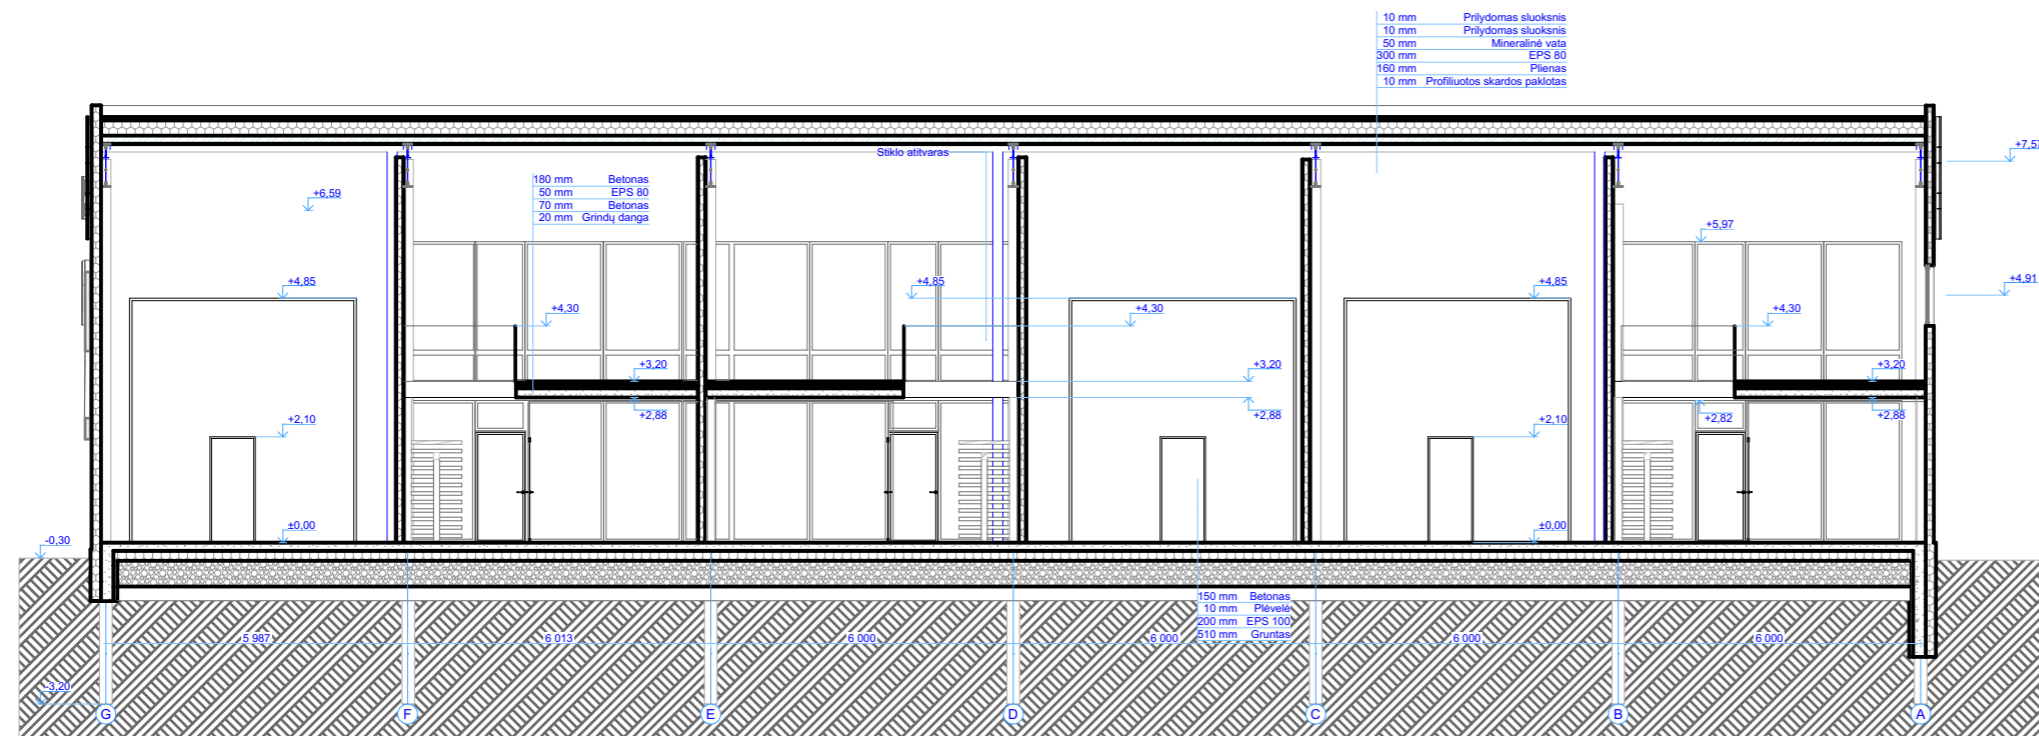 10 mm Prilydomas sluoksnis
10 mm Prilydomas sluoksnis
50 mm Mineralinė vata
300 mm EPS 80
160 mm Plienas
10 mm Profiliuotos skardos paklotas
Stiklo atitvaras
+7,57
180 mm Betonas
50 mm EPS 80
70 mm Betonas
20 mm Grindų danga
+6,59
+5,97
+4,85
+4,85
+4,85
+4,91
+4,30
+4,30
+4,30
+3,20
+3,20
+3,20
+2,88
+2,88
+2,82
+2,88
+2,10
+2,10
±0,00
±0,00
-0,30
150 mm Betonas
10 mm Plėvelė
200 mm EPS 100
510 mm Gruntas
5 987
6 013
6 000
6 000
6 000
6 000
-3,20
G
F
E
D
C
B
A